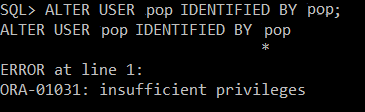 SQL> ALTER USER pop IDENTIFIED BY pop;
ALTER USER pop IDENTIFIED BY pop
*
ERROR at line 1:
ORA-01031: insufficient privileges